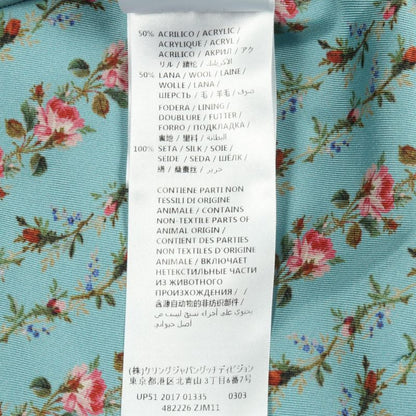 50% ACRILICO / ACRYLIC /
ACRYLIQUE / ACRYL /
ACRILICO / АКРИЛ / アク
リル / 腈纶 / أكريليك
50% LANA / WOOL / LAINE /
WOLLE / LANA /
ШЕРСТЬ / 毛 / 羊毛 / صوف
FODERA / LINING /
DOUBLURE / FUTTER /
FORRO / ПОДКЛАДКА /
裏地 / 里料 / البطانة
100% SETA / SILK / SOIE /
SEIDE / SEDA / ШЁЛК /
絹 / 桑蚕丝 / حرير
CONTIENE PARTI NON
TESSILI DI ORIGINE
ANIMALE / CONTAINS
NON-TEXTILE PARTS OF
ANIMAL ORIGIN /
CONTIENT DES PARTIES
NON TEXTILES D'ORIGINE
ANIMALE / ВКЛЮЧАЕТ
НЕТЕКСТИЛЬНЫЕ ЧАСТИ
ИЗ ЖИВОТНОГО
ПРОИЗХОЖДЕНИЯ /
含源自动物的非纺织部件 /
يحتوي على أجزاء غير نسيجية من
أصل حيواني
(株)ケリングジャパングッチ ディビジョン
東京都港区北青山3丁目6番7号
UPS1 2017 01335 0303
482226 ZJM11